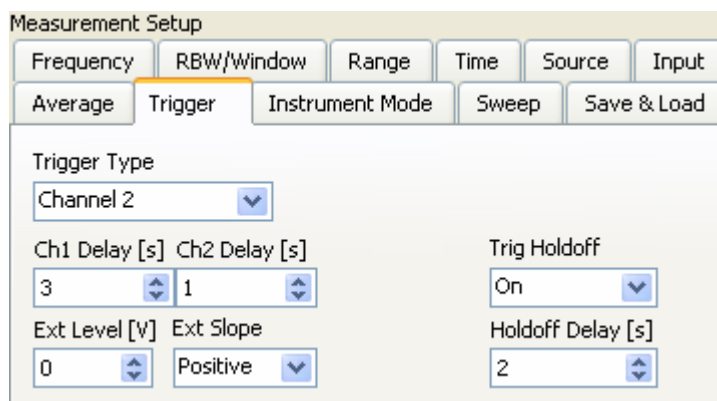 Measurement Setup
Frequency RBW/Window Range Time Source Input
Average Trigger Instrument Mode Sweep Save & Load
Trigger Type
Channel 2
Ch1 Delay [s] Ch2 Delay [s] Trig Holdoff
3 1 On
Ext Level [V] Ext Slope Holdoff Delay [s]
0 Positive 2